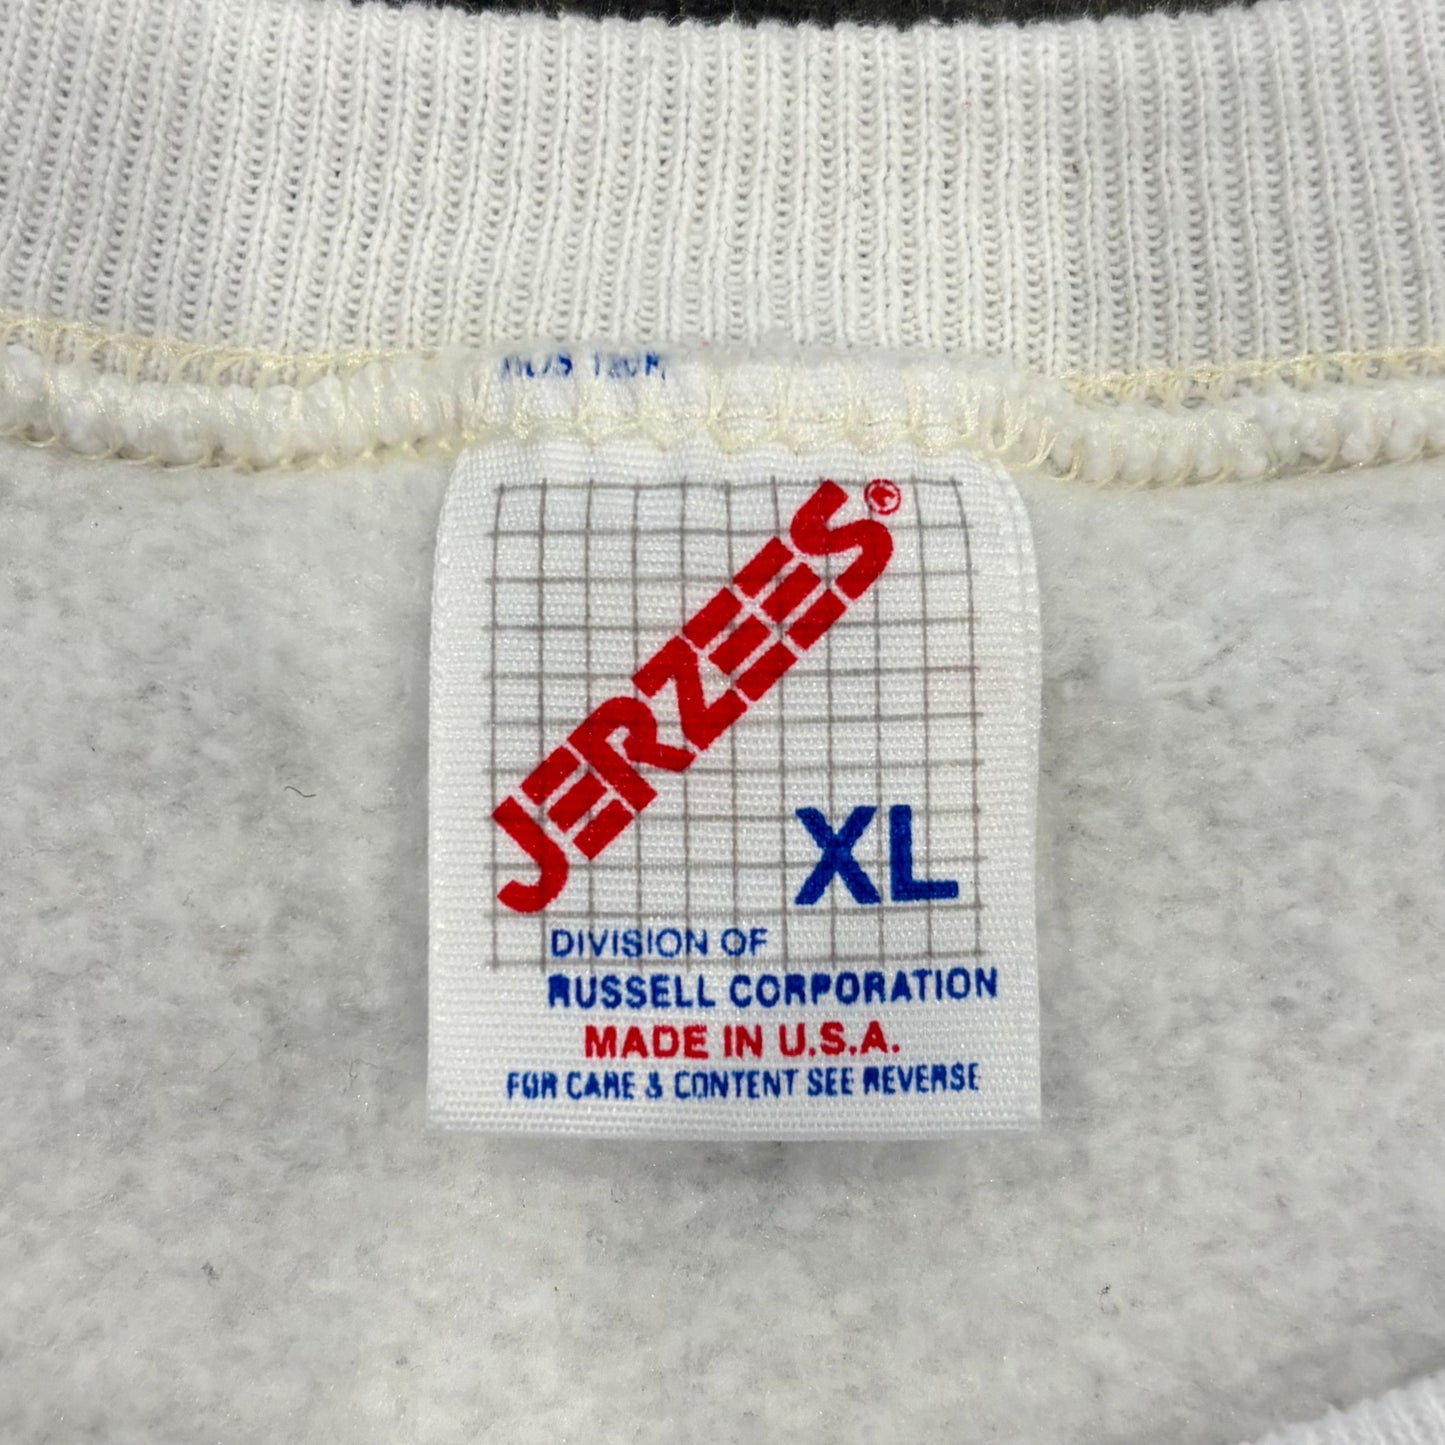 JERZEES®
XL
DIVISION OF
RUSSELL CORPORATION
MADE IN U.S.A.
FOR CARE & CONTENT SEE REVERSE